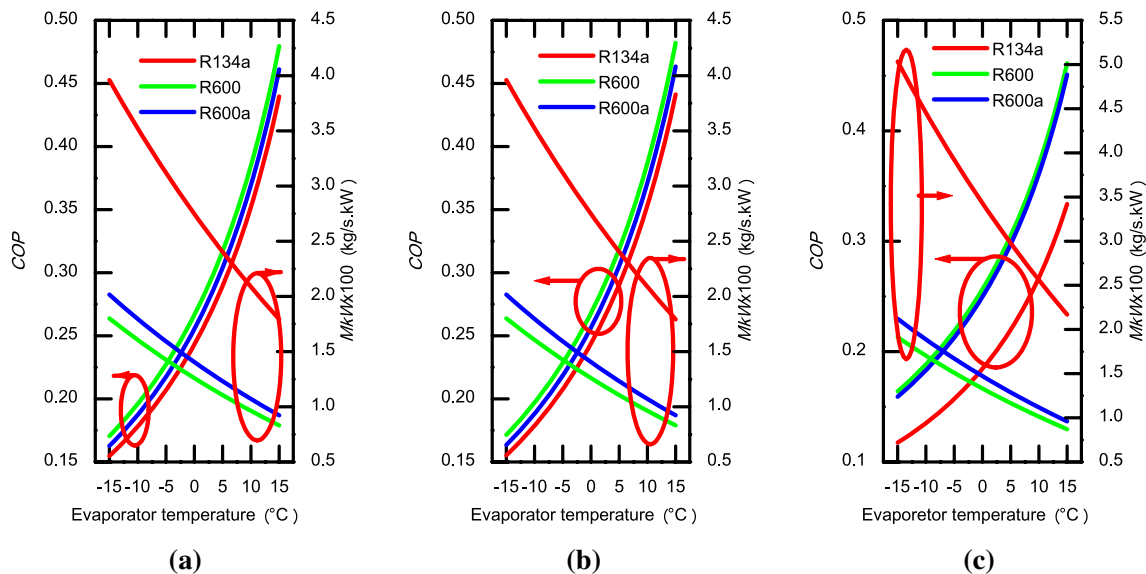 0.50
0.45
0.40
0.35
0.30
0.25
0.20
0.15
COP
R134a
R600
R600a
4.5
4.0
3.5
3.0
2.5
2.0
1.5
1.0
0.5
M/kWx100 (kg/s.kW)
-15 -10 -5 0 5 10 15
Evaporator temperature (°C)
(a)
0.50
0.45
0.40
0.35
0.30
0.25
0.20
0.15
COP
R134a
R600
R600a
4.5
4.0
3.5
3.0
2.5
2.0
1.5
1.0
0.5
M/kWx100 (kg/s.kW)
-15 -10 -5 0 5 10 15
Evaporator temperature (°C)
(b)
0.5
0.4
0.3
0.2
0.1
COP
R134a
R600
R600a
5.5
5.0
4.5
4.0
3.5
3.0
2.5
2.0
1.5
1.0
0.5
M/kWx100 (kg/s.kW)
-15 -10 -5 0 5 10 15
Evaporetor temperature (°C)
(c)